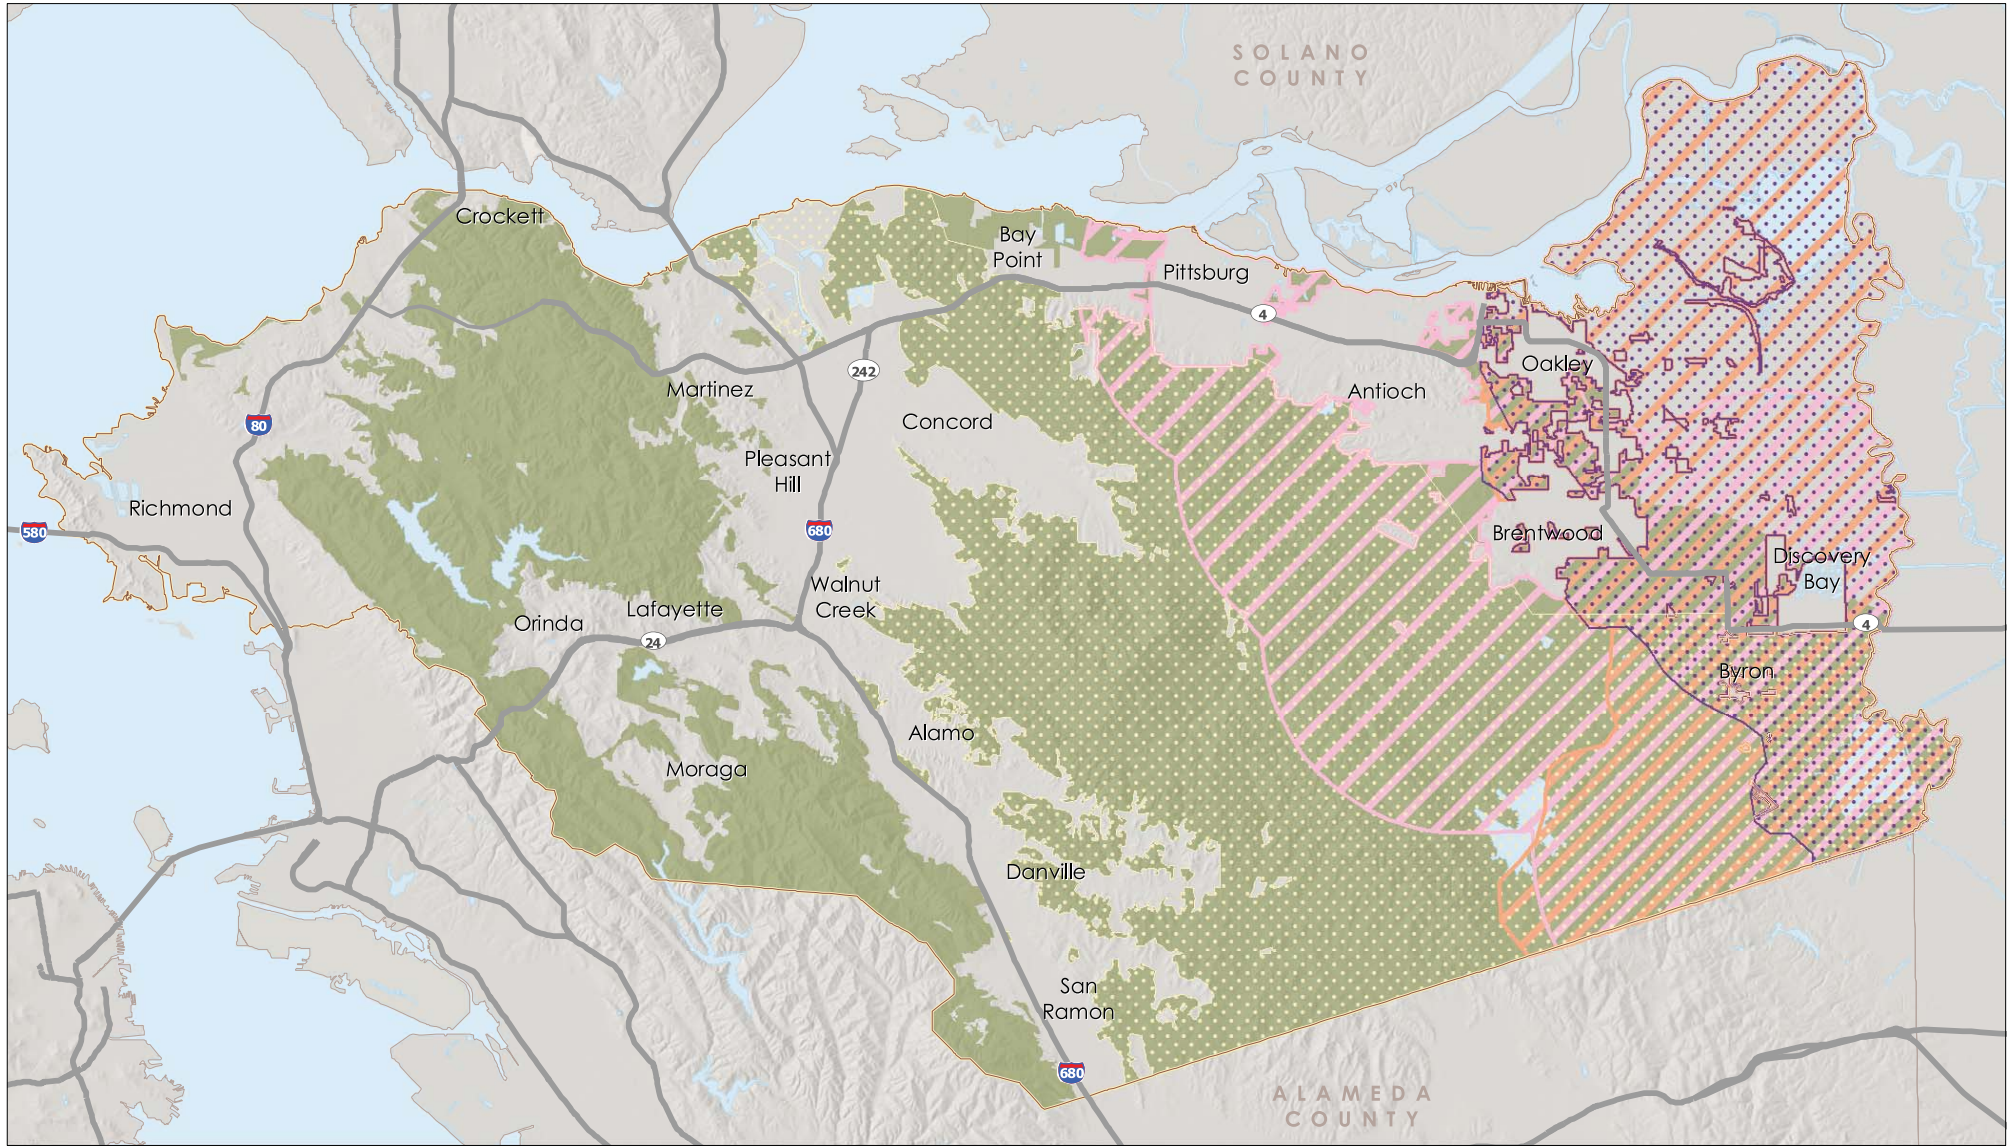 SOLANO
COUNTY
Crockett
Bay
Point
Pittsburg
4
Oakley
242
Martinez
Antioch
80
Concord
Pleasant
Hill
Richmond
580
680
Brentwood
Discovery
Bay
Walnut
Creek
Lafayette
Orinda
24
4
Byron
Alamo
Moraga
Danville
San
Ramon
680
ALAMEDA
COUNTY